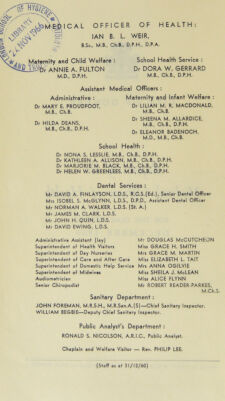 SCHOOL OF HYGIENE
LIBRARY
22 NOV 1966
MEDICAL OFFICER OF HEALTH:
IAN B. L. WEIR,
B.Sc., M.B., Ch.B., D.P.H., D.P.A.
Maternity and Child Welfare: School Health Service:
Dr ANNIE A. FULTON Dr DORA W. GERRARD
M.D., D.P.H. M.B., Ch.B., D.P.H.
Assistant Medical Officers:
Administrative: Maternity and Infant Welfare:
Dr MARY E. PROUDFOOT, Dr LILIAN M. R. MACDONALD,
M.B., Ch.B. M.B., Ch.B.
Dr HILDA DEANS, Dr SHEENA M. ALLARDICE,
M.B., Ch.B., D.P.H. M.B., Ch.B., D.P.H.
Dr ELEANOR BADENOCH,
M.D., M.B., Ch.B.
School Health:
Dr NONA S. LESSLIE, M.B., Ch.B., D.P.H.
Dr KATHLEEN A. ALLISON, M.B., Ch.B., D.P.H.
Dr MARJORIE M. BLACK, M.B., Ch.B., D.P.H.
Dr HELEN W. GREENLEES, M.B., Ch.B., D.P.H.
Dental Services:
Mr DAVID A. FINLAYSON, L.D.S., R.C.S.(Ed.), Senior Dental Officer
Mrs ISOBEL S. McGLYNN, L.D.S., D.P.D., Assistant Dental Officer
Mr NORMAN A. WALKER, L.D.S. (St. A.)
Mr JAMES M. CLARK, L.D.S.
Mr JOHN H. QUIN, L.D.S.
Mr DAVID EWING, L.D.S.
Administrative Assistant (lay) Mr DOUGLAS McCUTCHEON
Superintendent of Health Visitors Miss GRACE H. SMITH
Superintendent of Day Nurseries Miss GRACE M. MARTIN
Superintendent of Care and After Care Miss ELIZABETH L. TAIT
Superintendent of Domestic Help Service Mrs ANNA OGILVIE
Superintendent of Midwives Miss SHEILA J. McLEAN
Audiometrician Miss ALICE FLYNN
Senior Chiropodist Mr ROBERT READER-PARKES,
M.Ch.S.
Sanitary Department:
JOHN FOREMAN, M.R.S.H., M.R.San.A.(S)—Chief Sanitary Inspector.
WILLIAM BEGBIE—Deputy Chief Sanitary Inspector.
Public Analyst's Department:
RONALD S. NICOLSON, A.R.I.C., Public Analyst.
Chaplain and Welfare Visitor — Rev. PHILIP LEE.
(Staff as at 31/12/60)